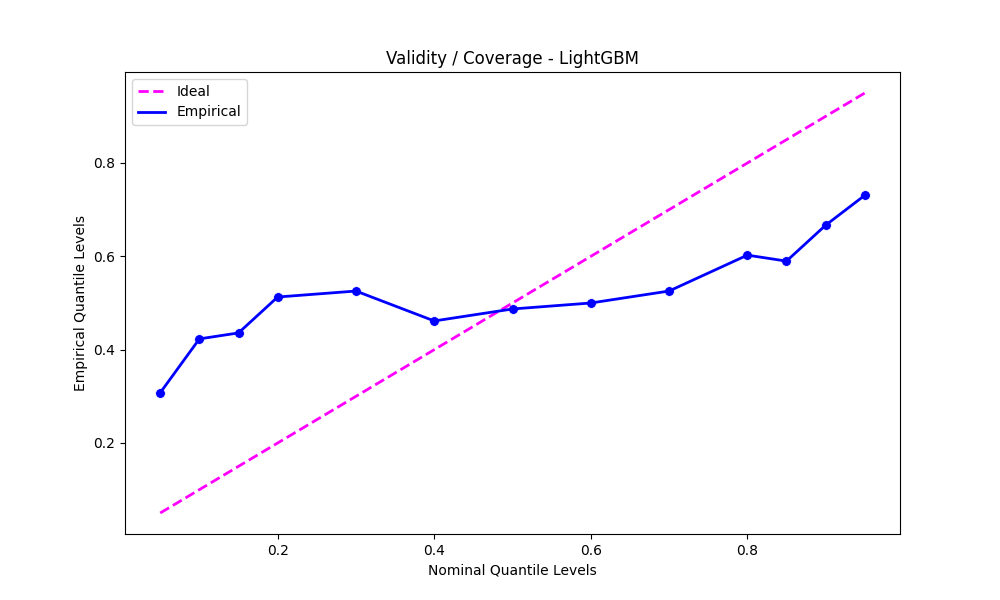 Validity / Coverage - LightGBM
Ideal
Empirical
Empirical Quantile Levels
0.8
0.6
0.4
0.2
0.2
0.4
0.6
0.8
Nominal Quantile Levels